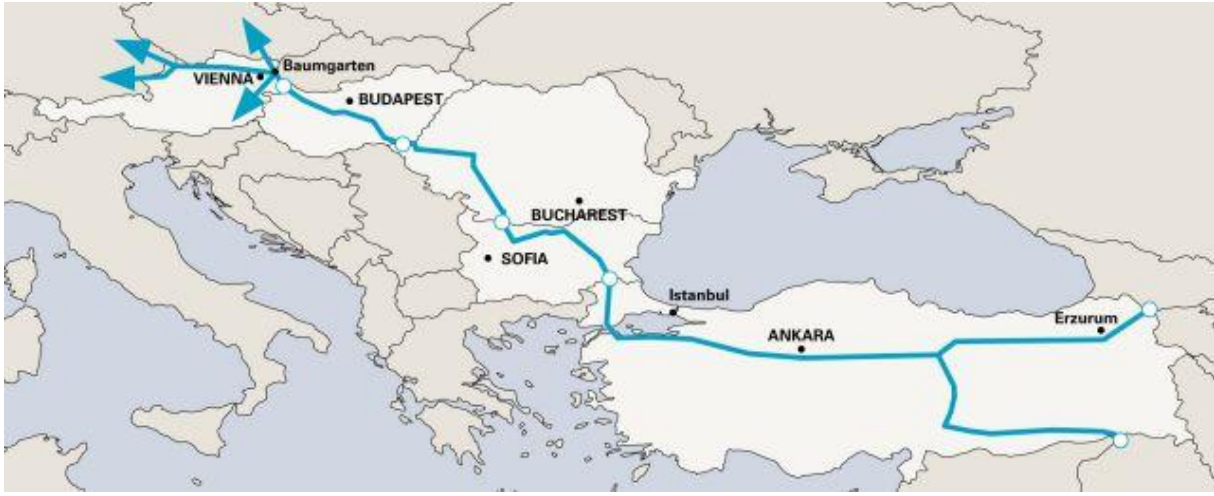 Baumgarten
VIENNA
BUDAPEST
BUCHAREST
SOFIA
Istanbul
Erzurum
ANKARA